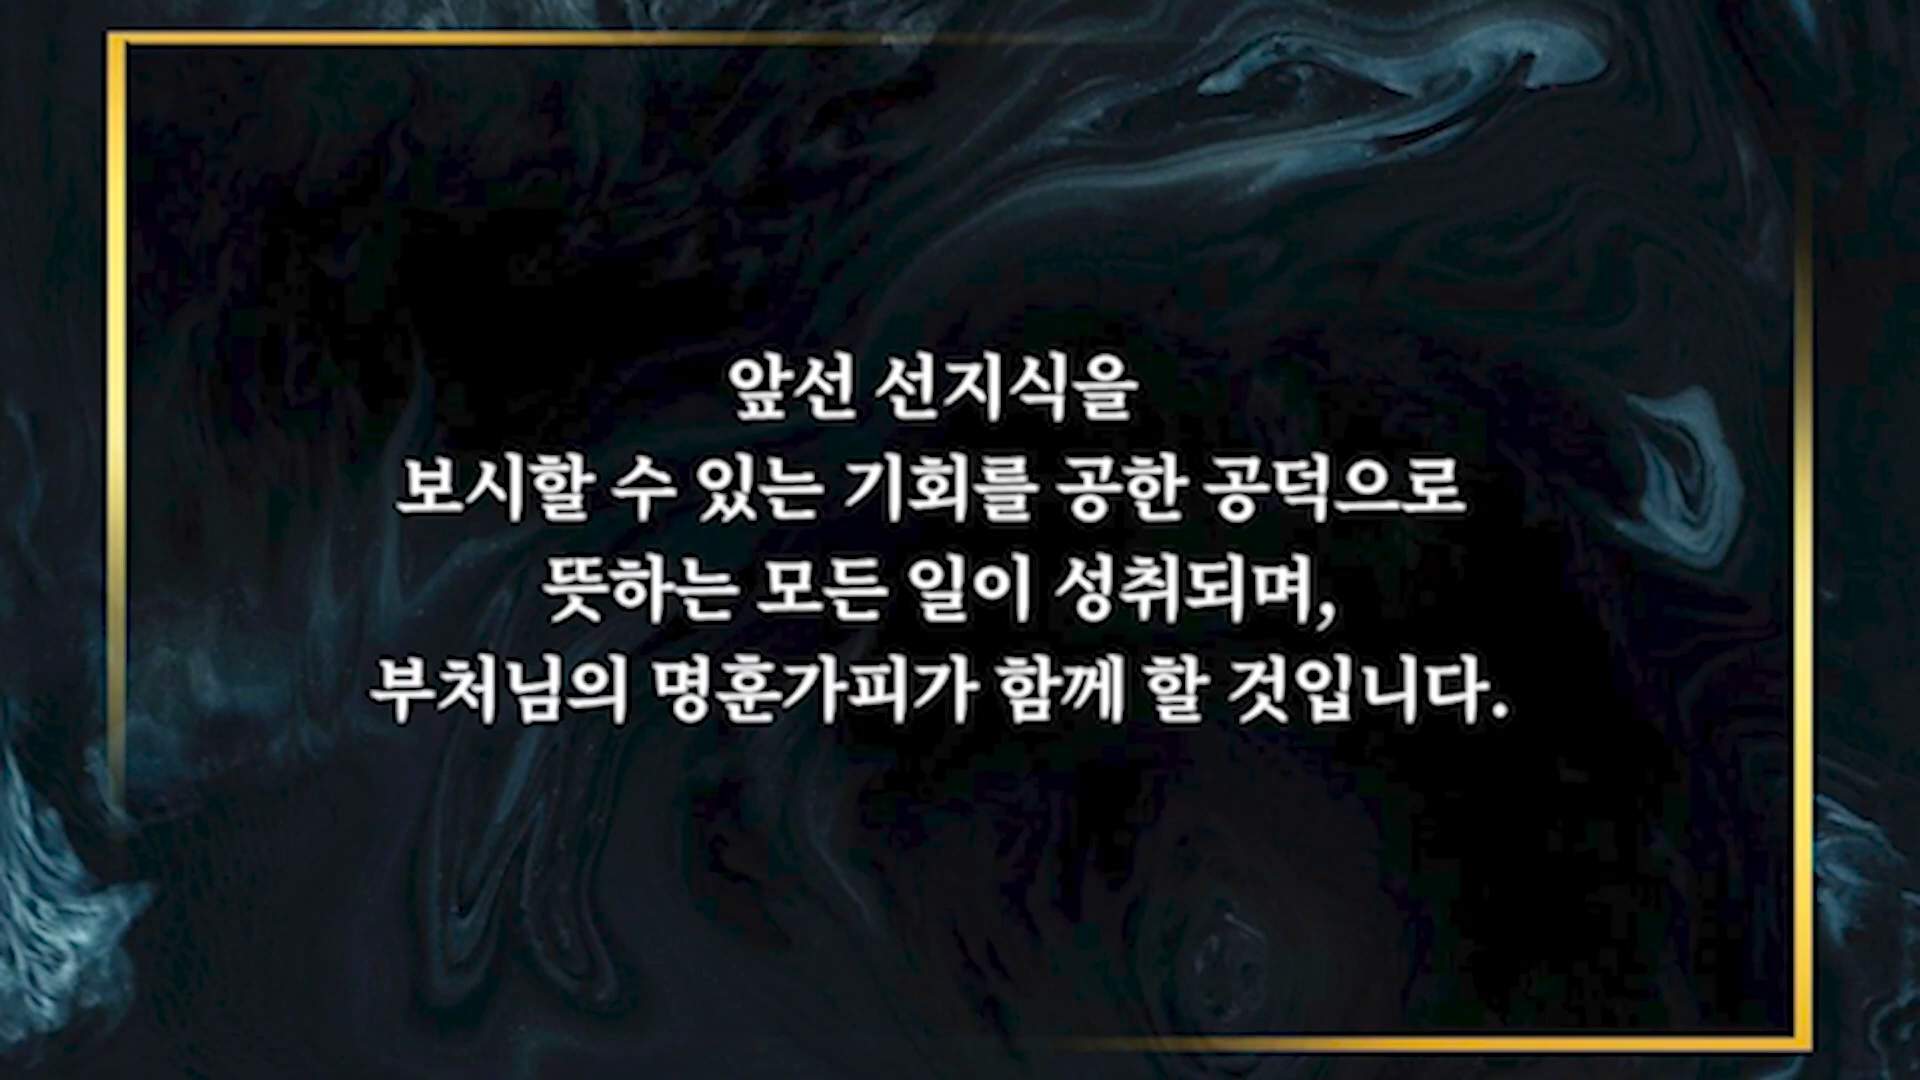 앞선 선지식을
보시할 수 있는 기회를 공한 공덕으로
뜻하는 모든 일이 성취되며,
부처님의 명훈가피가 함께 할 것입니다.